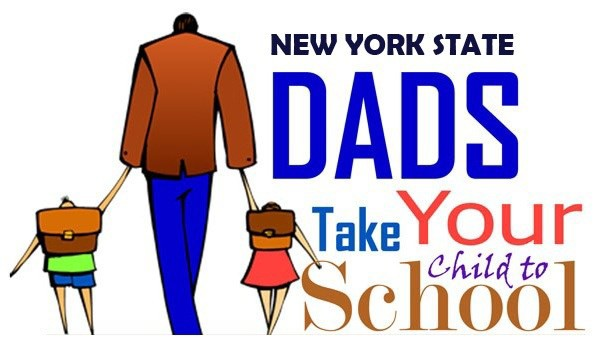 NEW YORK STATE
DADS
Take Your
Child to
School